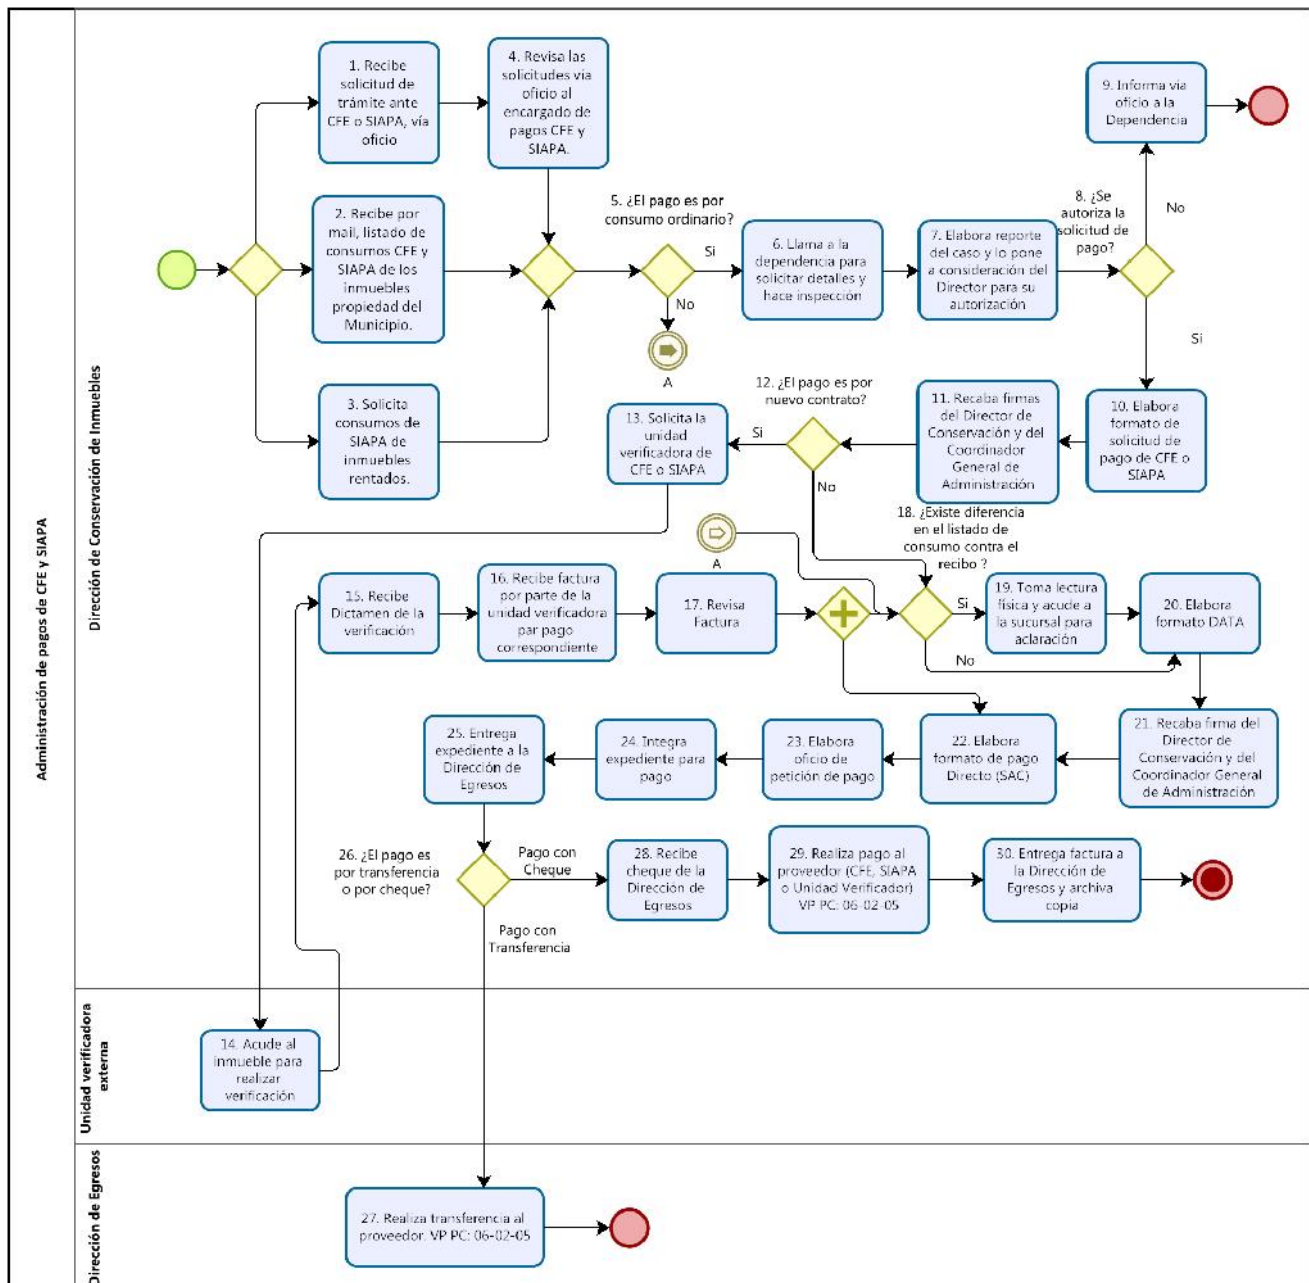 Administración de pagos de CFE y SIAPA
Dirección de Conservación de Inmuebles
1. Recibe
solicitud de
trámite ante
CFE o SIAPA, vía
oficio
4. Revisa las
solicitudes vía
oficio al
encargado de
pagos CFE y
SIAPA.
9. Informa vía
oficio a la
Dependencia
2. Recibe por
mail, listado de
consumos CFE y
SIAPA de los
inmuebles
propiedad del
Municipio.
5. ¿El pago es por
consumo ordinario?
Si
No
A
6. Llama a la
dependencia para
solicitar detalles y
hace inspección
7. Elabora reporte
del caso y lo pone
a consideración del
Director para su
autorización
8. ¿Se
autoriza la
solicitud de
pago?
No
Si
3. Solicita
consumos de
SIAPA de
inmuebles
rentados.
13. Solicita la
unidad
verificadora de
CFE o SIAPA
12. ¿El pago es por
nuevo contrato?
Si
No
11. Recaba firmas
del Director de
Conservación y del
Coordinador
General de
Administración
10. Elabora
formato de
solicitud de
pago de CFE o
SIAPA
15. Recibe
Dictamen de la
verificación
16. Recibe factura
por parte de la
unidad verificadora
par pago
correspondiente
17. Revisa
Factura
A
18. ¿Existe diferencia
en el listado de
consumo contra el
recibo ?
Si
No
19. Toma lectura
física y acude a
la sucursal para
aclaración
20. Elabora
formato DATA
25. Entrega
expediente a la
Dirección de
Egresos
24. Integra
expediente para
pago
23. Elabora
oficio de
petición de pago
22. Elabora
formato de pago
Directo (SAC)
21. Recaba firma del
Director de
Conservación y del
Coordinador General
de Administración
26. ¿El pago es
por transferencia
o por cheque?
Pago con
Cheque
28. Recibe
cheque de la
Dirección de
Egresos
29. Realiza pago al
proveedor (CFE, SIAPA
o Unidad Verificador)
VP PC: 06-02-05
30. Entrega factura a
la Dirección de
Egresos y archiva
copia
Pago con
Transferencia
Unidad verificadora
externa
14. Acude al
inmueble para
realizar
verificación
Dirección de Egresos
27. Realiza transferencia al
proveedor. VP PC: 06-02-05